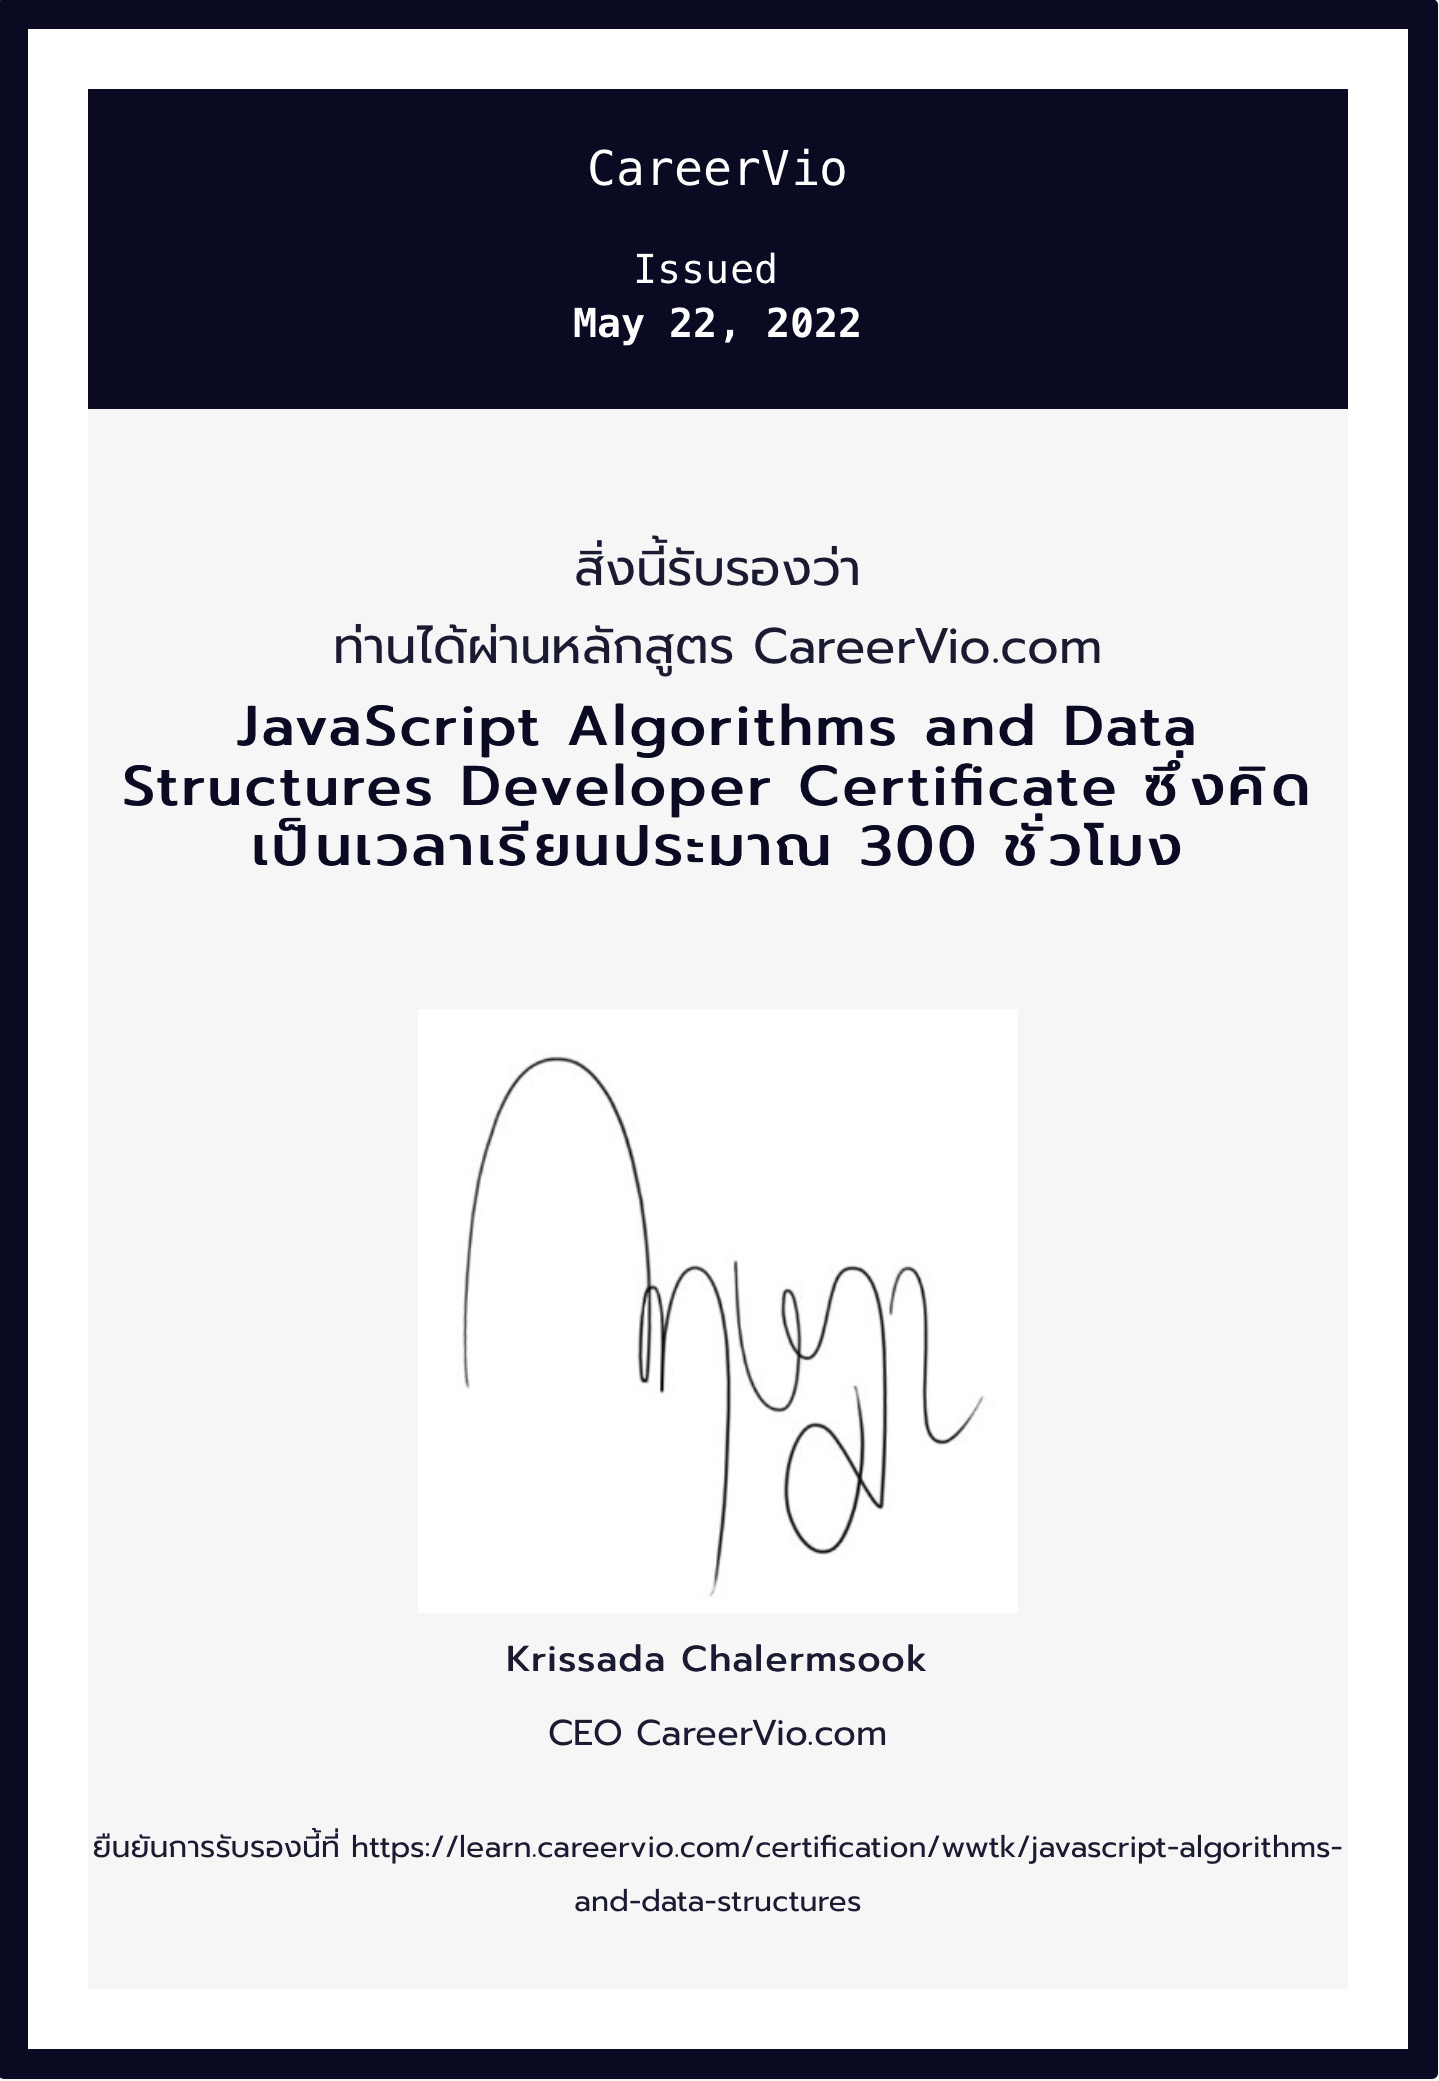 CareerVio
Issued
May 22, 2022
สิ่งนี้รับรองว่า
ท่านได้ผ่านหลักสูตร CareerVio.com
JavaScript Algorithms and Data
Structures Developer Certificate ซึ่งคิด
เป็นเวลาเรียนประมาณ 300 ชั่วโมง
Krissada Chalermsook
CEO CareerVio.com
ยืนยันการรับรองนี้ที่ https://learn.careervio.com/certification/wwtk/javascript-algorithms-
and-data-structures